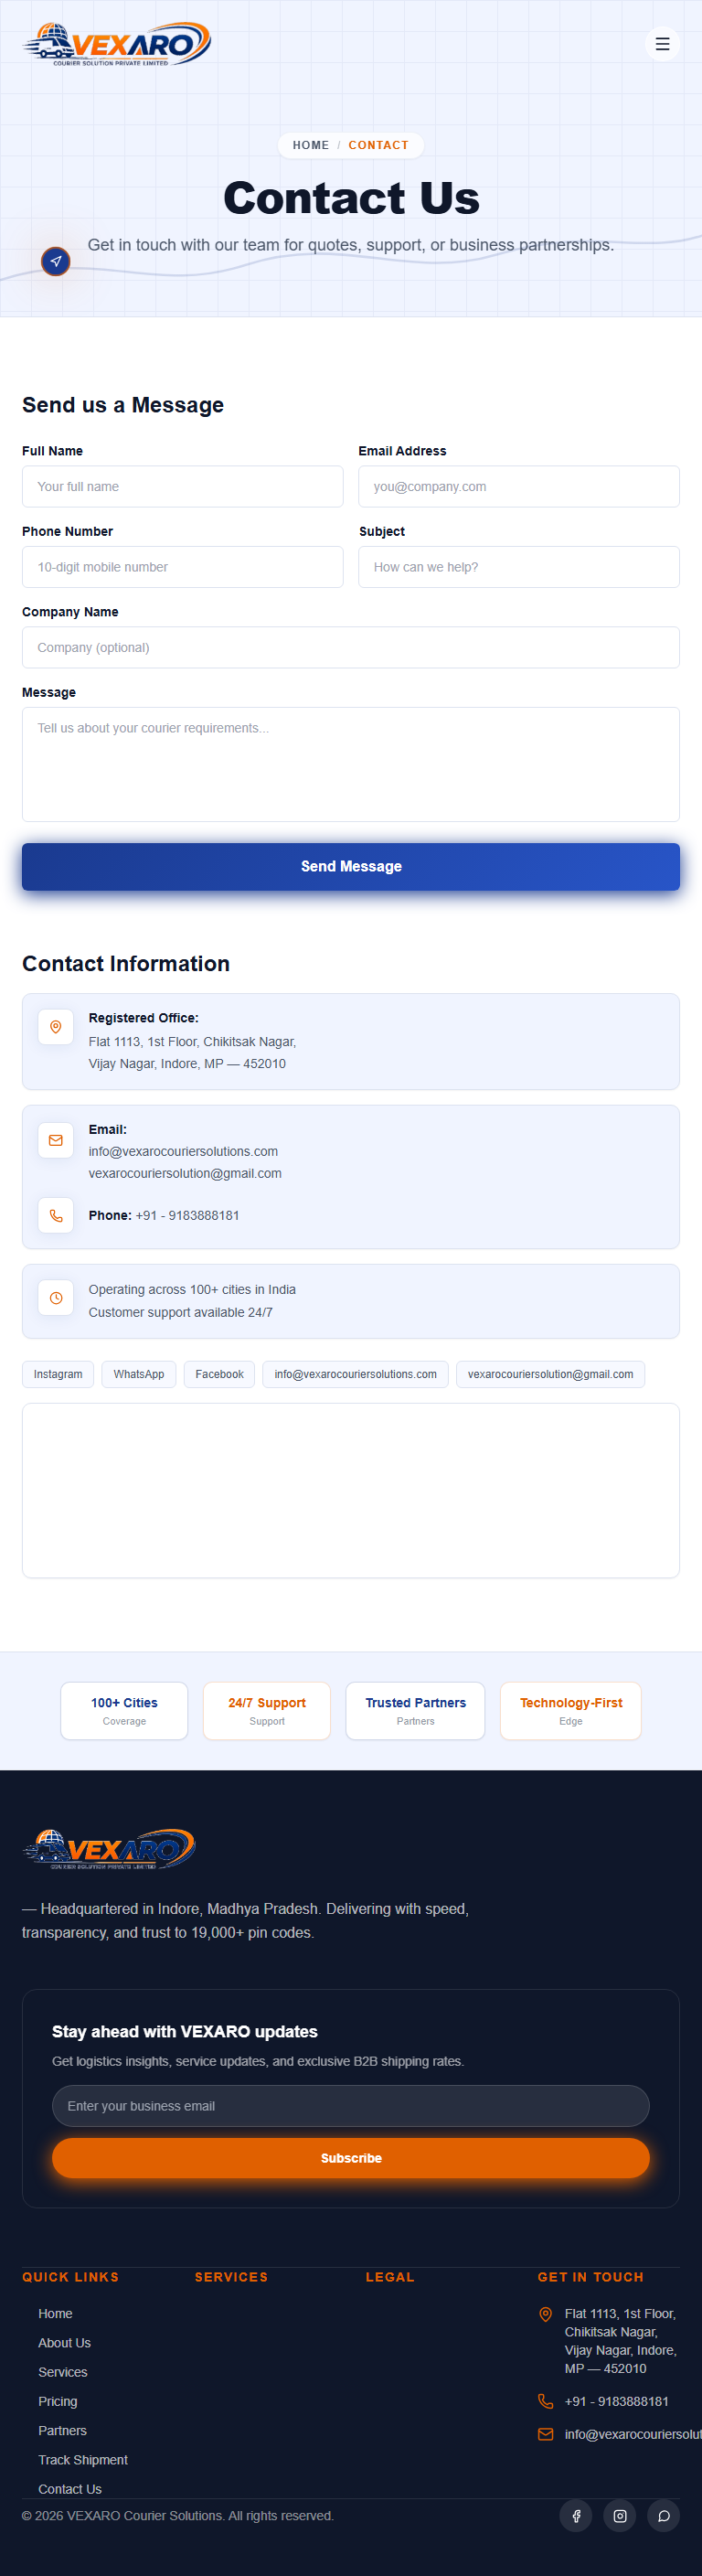 VEXARO
COURIER SOLUTION PRIVATE LIMITED
HOME / CONTACT
Contact Us
Get in touch with our team for quotes, support, or business partnerships.
Send us a Message
Full Name
Email Address
Your full name
you@company.com
Phone Number
Subject
10-digit mobile number
How can we help?
Company Name
Company (optional)
Message
Tell us about your courier requirements...
Send Message
Contact Information
Registered Office:
Flat 1113, 1st Floor, Chikitsak Nagar,
Vijay Nagar, Indore, MP — 452010
Email:
info@vexarocouriersolutions.com
vexarocouriersolution@gmail.com
Phone: +91 - 9183888181
Operating across 100+ cities in India
Customer support available 24/7
Instagram
WhatsApp
Facebook
info@vexarocouriersolutions.com
vexarocouriersolution@gmail.com
100+ Cities
Coverage
24/7 Support
Support
Trusted Partners
Partners
Technology-First
Edge
VEXARO
COURIER SOLUTION PRIVATE LIMITED
— Headquartered in Indore, Madhya Pradesh. Delivering with speed,
transparency, and trust to 19,000+ pin codes.
Stay ahead with VEXARO updates
Get logistics insights, service updates, and exclusive B2B shipping rates.
Enter your business email
Subscribe
QUICK LINKS
Home
About Us
Services
Pricing
Partners
Track Shipment
Contact Us
SERVICES
LEGAL
GET IN TOUCH
Flat 1113, 1st Floor,
Chikitsak Nagar,
Vijay Nagar, Indore,
MP — 452010
+91 - 9183888181
info@vexarocouriersolut
© 2026 VEXARO Courier Solutions. All rights reserved.